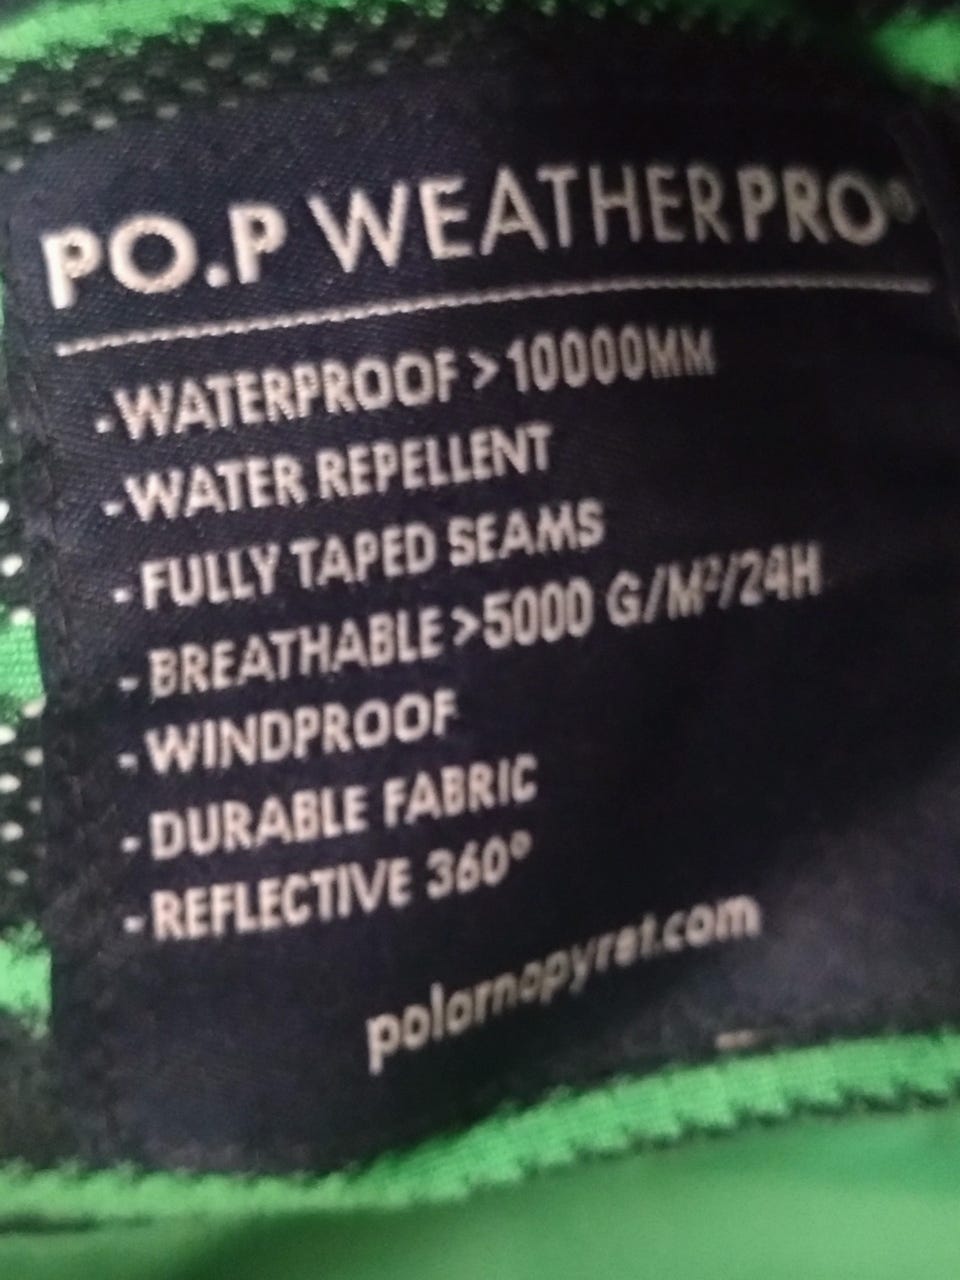 PO.P WEATHERPRO®
-WATERPROOF > 10000MM
-WATER REPELLENT
-FULLY TAPED SEAMS
-BREATHABLE >5000 G/M²/24H
-WINDPROOF
-DURABLE FABRIC
-REFLECTIVE 360°
polarnopyret.com